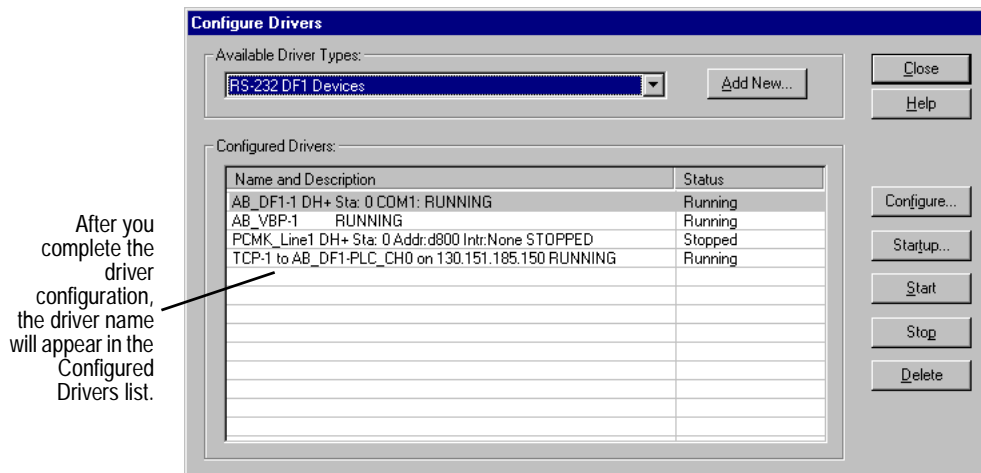 Configure Drivers
Available Driver Types:
RS-232 DF1 Devices
Add New...
Close
Help
Configured Drivers:
Name and Description Status
AB_DF1-1 DH+ Sta: 0 COM1: RUNNING Running
AB_VBP-1 RUNNING Running
PCMK_Line1 DH+ Sta: 0 Addr:d800 Intr:None STOPPED Stopped
TCP-1 to AB_DF1-PLC_CH0 on 130.151.185.150 RUNNING Running
Configure...
Startup...
Start
Stop
Delete
After you
complete the
driver
configuration,
the driver name
will appear in the
Configured
Drivers list.